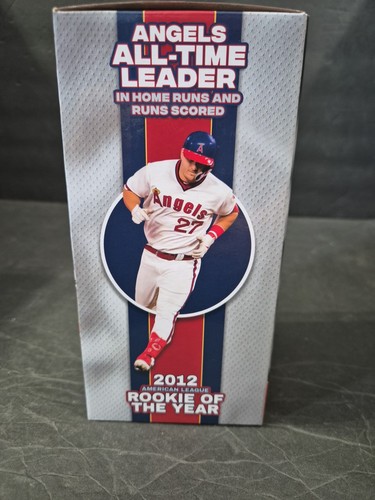 ANGELS
ALL-TIME
LEADER
IN HOME RUNS AND
RUNS SCORED
A
Angels
27
2012
AMERICAN LEAGUE
ROOKIE OF
THE YEAR